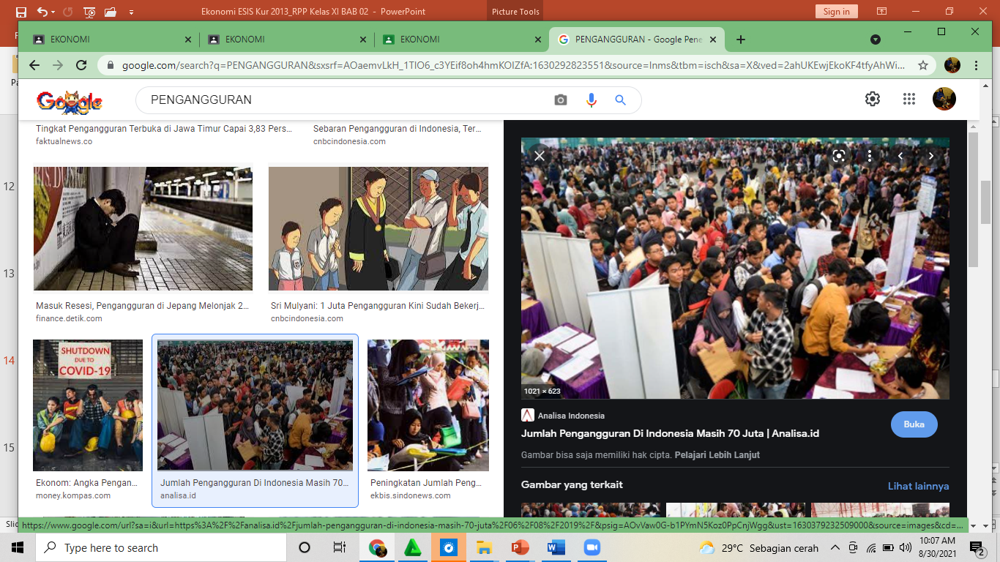 Ekonomi ESIS Kur 2013_RPP Kelas XI BAB 02 - PowerPoint
Picture Tools
Sign in
EKONOMI
EKONOMI
EKONOMI
PENGANGGURAN - Google Pene
google.com/search?q=PENGANGGURAN&sxsrf=AOaemvLkH_1TIO6_c3YEif8oh4hmKOIZfA:1630292823551&source=lnms&tbm=isch&sa=X&ved=2ahUKEwjEkoKF4tfyAhWi...
Google
PENGANGGURAN
Tingkat Pengangguran Terbuka di Jawa Timur Capai 3,83 Pers...
faktualnews.co
Sebaran Pengangguran di Indonesia, Ter...
cnbcindonesia.com
12
13
14
15
Masuk Resesi, Pengangguran di Jepang Melonjak 2...
finance.detik.com
Sri Mulyani: 1 Juta Pengangguran Kini Sudah Bekerj...
cnbcindonesia.com
SHUTDOWN
DUE TO
COVID-19
Ekonom: Angka Pengan...
money.kompas.com
Jumlah Pengangguran Di Indonesia Masih 70...
analisa.id
Peningkatan Jumlah Peng...
ekbis.sindonews.com
1021 × 623
Analisa Indonesia
Jumlah Pengangguran Di Indonesia Masih 70 Juta | Analisa.id
Buka
Gambar bisa saja memiliki hak cipta. Pelajari Lebih Lanjut
Gambar yang terkait
Lihat lainnya
https://www.google.com/url?sa=i&url=https%3A%2F%2Fanalisa.id%2Fjumlah-pengangguran-di-indonesia-masih-70-juta%2F06%2F08%2F2019%2F&psig=AOvVaw0G-b1PYmN5Koz0PpCnjWgg&ust=1630379232509000&source=images&cd=...
Type here to search
29°C Sebagian cerah
10:07 AM
8/30/2021
2